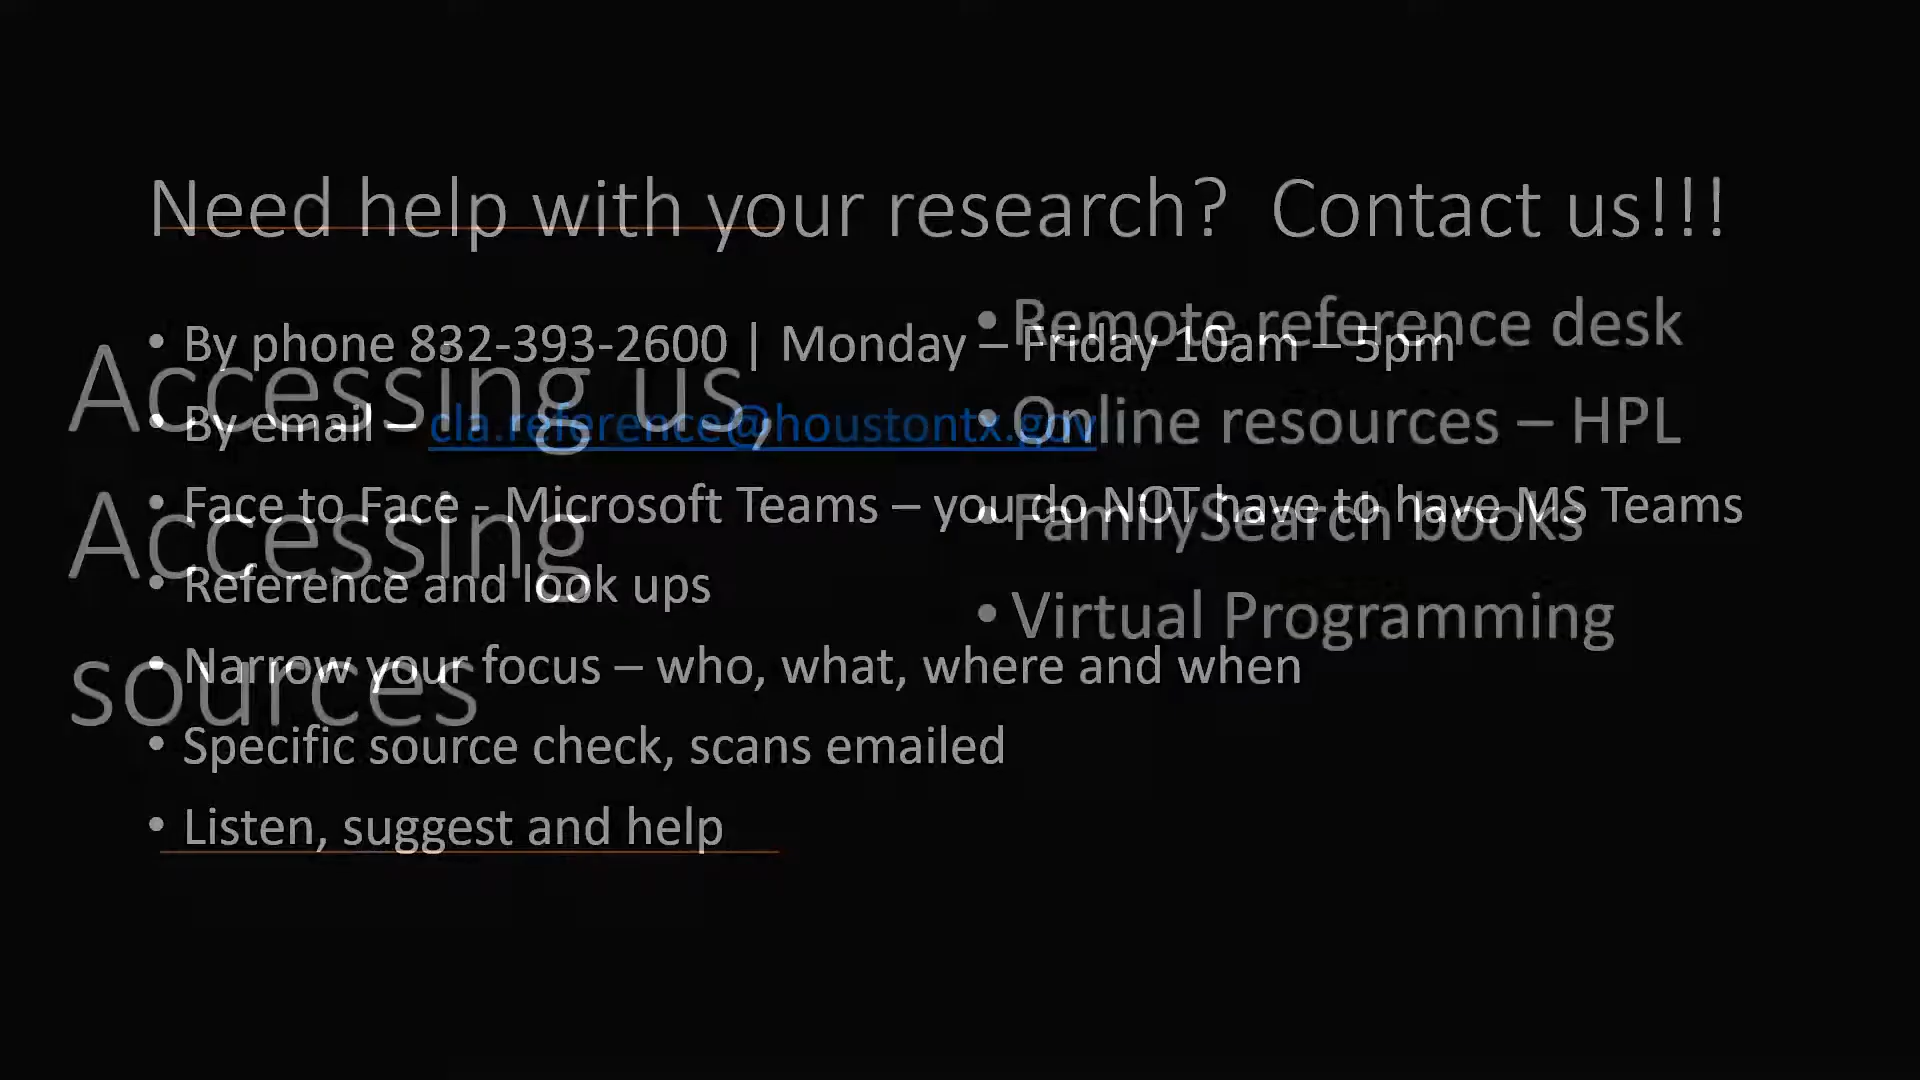 Need help with your research?  Contact us!!!
• By phone 832-393-2600 | Monday – Friday 10am – 5pm
• By email – cla.reference@houstontx.gov
• Face to Face - Microsoft Teams – you do NOT have to have MS Teams
• Reference and look ups
• Narrow your focus – who, what, where and when
• Specific source check, scans emailed
• Listen, suggest and help
Accessing us,
Accessing
sources
• Remote reference desk
• Online resources – HPL
• FamilySearch books
• Virtual Programming